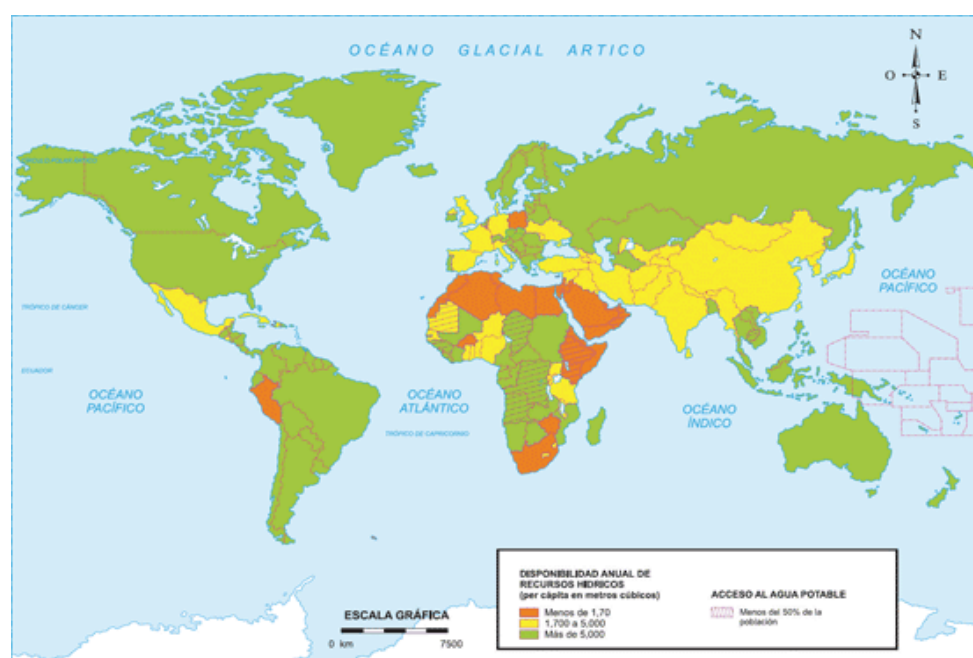 OCÉANO GLACIAL ARTICO
N
O E
S
TRÓPICO DE CÁNCER
OCÉANO
PACÍFICO
ECUADOR
OCÉANO
PACÍFICO
OCÉANO
ATLÁNTICO
OCÉANO
ÍNDICO
TRÓPICO DE CAPRICORNIO
DISPONIBILIDAD ANUAL DE
RECURSOS HÍDRICOS
(per cápita en metros cúbicos)
Menos de 1,70
1,700 a 5,000
Más de 5,000
ACCESO AL AGUA POTABLE
Menos del 50% de la
población
ESCALA GRÁFICA
0 km 7500